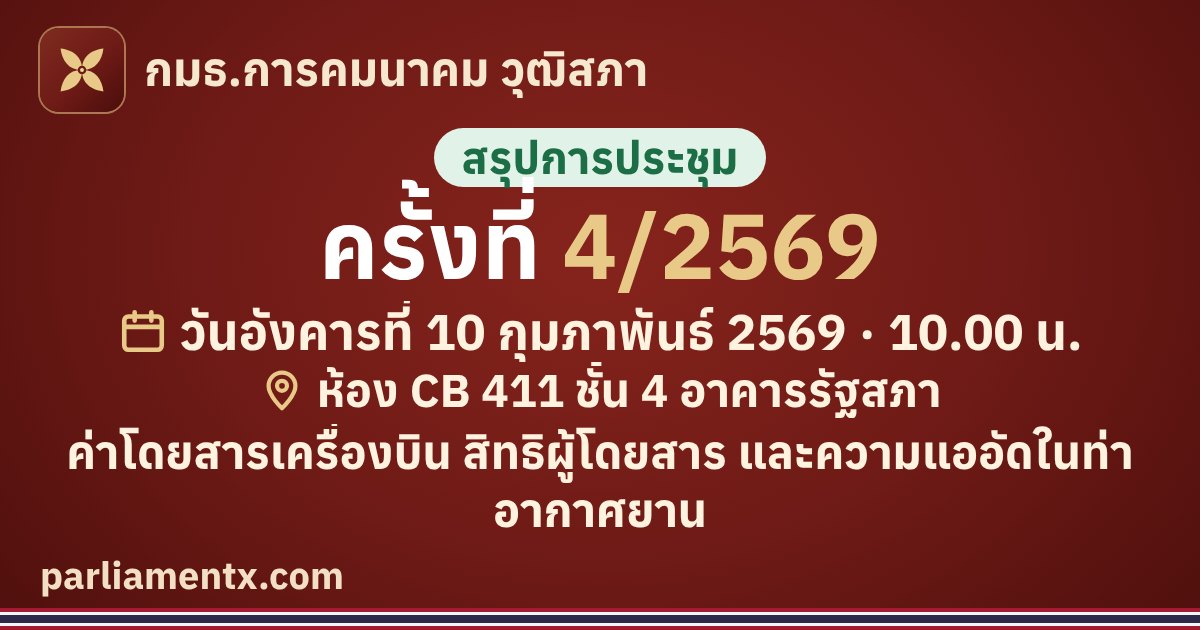 กมธ.การคมนาคม วุฒิสภา
สรุปการประชุม
ครั้งที่ 4/2569
วันอังคารที่ 10 กุมภาพันธ์ 2569 · 10.00 น.
ห้อง CB 411 ชั้น 4 อาคารรัฐสภา
ค่าโดยสารเครื่องบิน สิทธิผู้โดยสาร และความแออัดในท่า
อากาศยาน
parliamentx.com